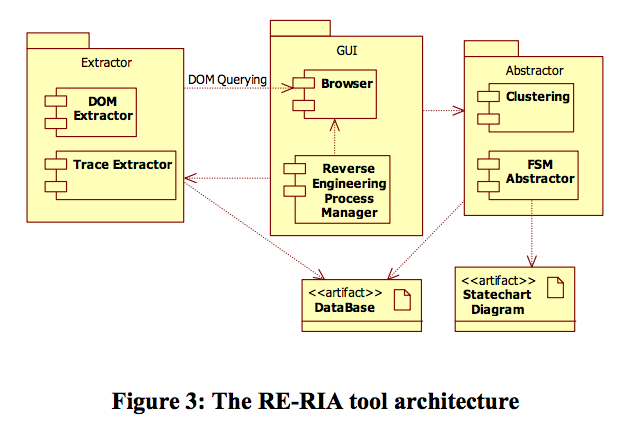 Extractor
DOM
Extractor
Trace Extractor
DOM Querying
GUI
Browser
Reverse
Engineering
Process
Manager
Abstractor
Clustering
FSM
Abstractor
<<artifact>>
DataBase
<<artifact>>
Statechart
Diagram
Figure 3: The RE-RIA tool architecture